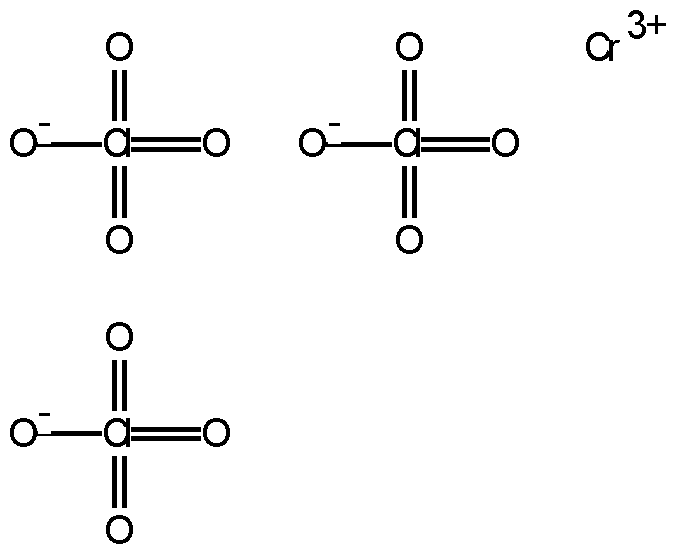 O O Cr 3+
O- Cl O O- Cl O
O O
O
O- Cl O
O